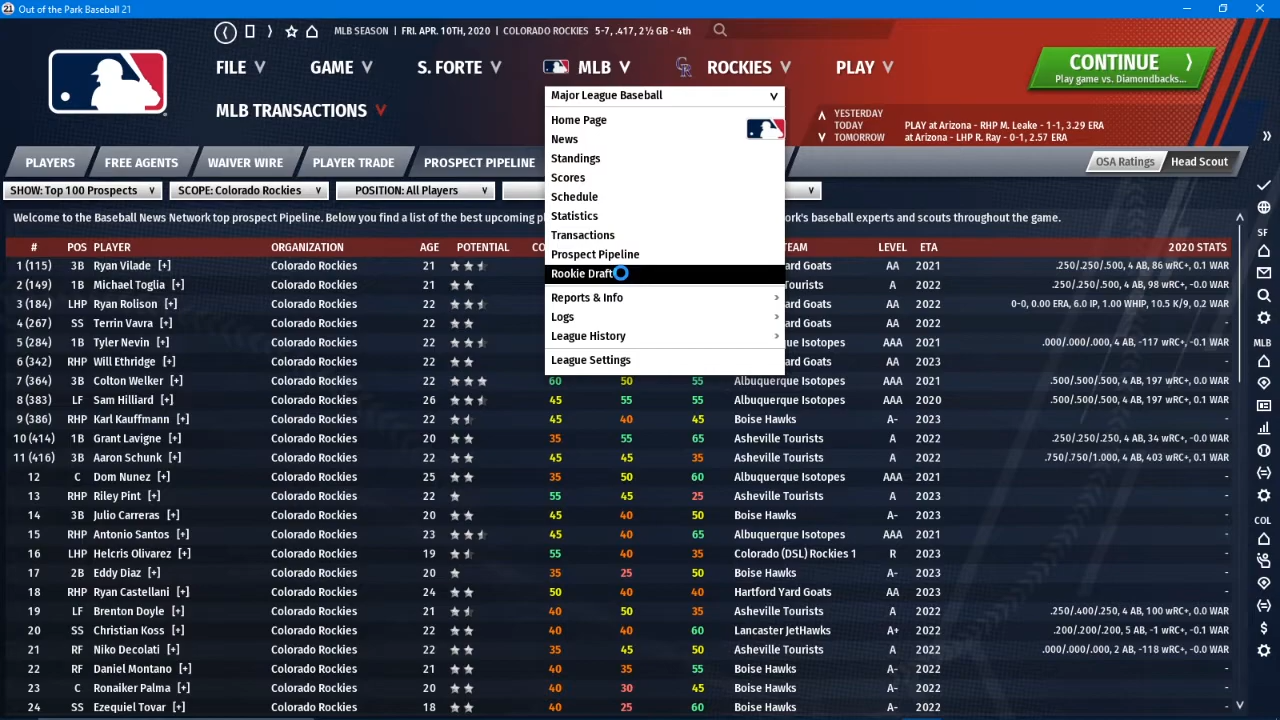 Out of the Park Baseball 21
MLB SEASON | FRI. APR. 10TH, 2020 | COLORADO ROCKIES 5-7, .417, 2½ GB - 4th
FILE GAME S. FORTE MLB ROCKIES PLAY
CONTINUE
Play game vs. Diamondbacks...
MLB TRANSACTIONS
YESTERDAY
TODAY PLAY at Arizona - RHP M. Leake - 1-1, 3.29 ERA
TOMORROW at Arizona - LHP R. Ray - 0-1, 2.57 ERA
Major League Baseball
Home Page
News
Standings
Scores
Schedule
Statistics
Transactions
Prospect Pipeline
Rookie Draft
Reports & Info
Logs
League History
League Settings
PLAYERS FREE AGENTS WAIVER WIRE PLAYER TRADE PROSPECT PIPELINE
OSA Ratings Head Scout
SHOW: Top 100 Prospects SCOPE: Colorado Rockies POSITION: All Players
Welcome to the Baseball News Network top prospect Pipeline. Below you find a list of the best upcoming pl
rk's baseball experts and scouts throughout the game.
# POS PLAYER ORGANIZATION AGE POTENTIAL CO TEAM LEVEL ETA 2020 STATS
1 (115) 3B Ryan Vilade [+] Colorado Rockies 21 ard Goats AA 2021 .250/.250/.500, 4 AB, 86 wRC+, 0.1 WAR
2 (149) 1B Michael Toglia [+] Colorado Rockies 21 ourists A 2022 .250/.250/.500, 4 AB, 98 wRC+, -0.0 WAR
3 (184) LHP Ryan Rolison [+] Colorado Rockies 22 ard Goats AA 2022 0-0, 0.00 ERA, 6.0 IP, 1.00 WHIP, 10.5 K/9, 0.2 WAR
4 (267) SS Terrin Vavra [+] Colorado Rockies 22 ard Goats AA 2022 -
5 (284) 1B Tyler Nevin [+] Colorado Rockies 22 Isotopes AAA 2021 .000/.000/.000, 4 AB, -117 wRC+, -0.1 WAR
6 (342) RHP Will Ethridge [+] Colorado Rockies 22 ard Goats AA 2022 -
7 (364) 3B Colton Welker [+] Colorado Rockies 22 60 50 55 Albuquerque Isotopes AAA 2021 .500/.500/.500, 4 AB, 197 wRC+, 0.0 WAR
8 (383) LF Sam Hilliard [+] Colorado Rockies 26 45 55 55 Albuquerque Isotopes AAA 2020 .500/.500/.500, 4 AB, 197 wRC+, 0.1 WAR
9 (386) RHP Karl Kauffmann [+] Colorado Rockies 22 45 40 45 Boise Hawks A- 2023 -
10 (414) 1B Grant Lavigne [+] Colorado Rockies 20 35 55 65 Asheville Tourists A 2022 .250/.250/.250, 4 AB, 34 wRC+, -0.0 WAR
11 (416) 3B Aaron Schunk [+] Colorado Rockies 22 45 45 35 Asheville Tourists A 2022 .750/.750/1.000, 4 AB, 403 wRC+, 0.1 WAR
12 C Dom Nunez [+] Colorado Rockies 25 35 50 60 Albuquerque Isotopes AAA 2021 -
13 RHP Riley Pint [+] Colorado Rockies 22 55 45 25 Asheville Tourists A 2023 -
14 3B Julio Carreras [+] Colorado Rockies 20 45 40 50 Boise Hawks A- 2023 -
15 RHP Antonio Santos [+] Colorado Rockies 23 45 40 65 Albuquerque Isotopes AAA 2021 -
16 LHP Helcris Olivarez [+] Colorado Rockies 19 55 40 35 Colorado (DSL) Rockies 1 R 2023 -
17 2B Eddy Diaz [+] Colorado Rockies 20 35 25 50 Boise Hawks A- 2023 -
18 RHP Ryan Castellani [+] Colorado Rockies 24 50 40 40 Hartford Yard Goats AA 2023 -
19 LF Brenton Doyle [+] Colorado Rockies 21 40 50 35 Asheville Tourists A 2022 .250/.400/.250, 4 AB, 100 wRC+, 0.0 WAR
20 SS Christian Koss [+] Colorado Rockies 22 40 40 60 Lancaster JetHawks A+ 2022 .200/.200/.200, 5 AB, -1 wRC+, -0.1 WAR
21 RF Niko Decolati [+] Colorado Rockies 22 35 45 50 Asheville Tourists A 2022 .000/.000/.000, 2 AB, -118 wRC+, -0.0 WAR
22 RF Daniel Montano [+] Colorado Rockies 21 40 35 55 Boise Hawks A- 2022 -
23 C Ronaiker Palma [+] Colorado Rockies 20 40 30 45 Boise Hawks A- 2022 -
24 SS Ezequiel Tovar [+] Colorado Rockies 18 40 25 60 Boise Hawks A- 2022 -
SF
MLB
COL